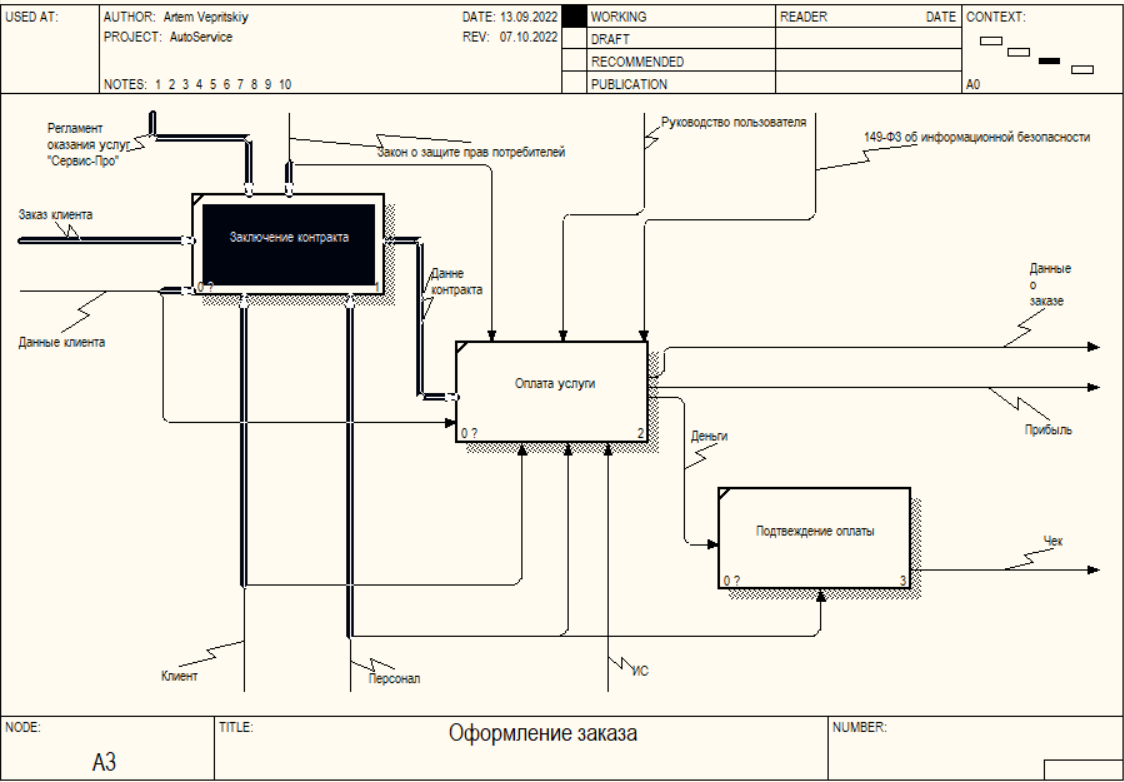 USED AT:
AUTHOR: Artem Vepritskiy
DATE: 13.09.2022
WORKING
READER
DATE
CONTEXT:
PROJECT: AutoService
REV: 07.10.2022
DRAFT
RECOMMENDED
NOTES: 1 2 3 4 5 6 7 8 9 10
PUBLICATION
A0
Регламент
оказания услуг
"Сервис-Про"
Закон о защите прав потребителей
Руководство пользователя
149-ФЗ об информационной безопасности
Заказ клиента
Заключение контракта
0 ?
1
Данные клиента
Данне
контракта
Данные
о
заказе
Оплата услуги
0 ?
2
Прибыль
Деньги
Подтвеждение оплаты
0 ?
3
Чек
Клиент
Персонал
ИС
NODE:
A3
TITLE:
Оформление заказа
NUMBER: